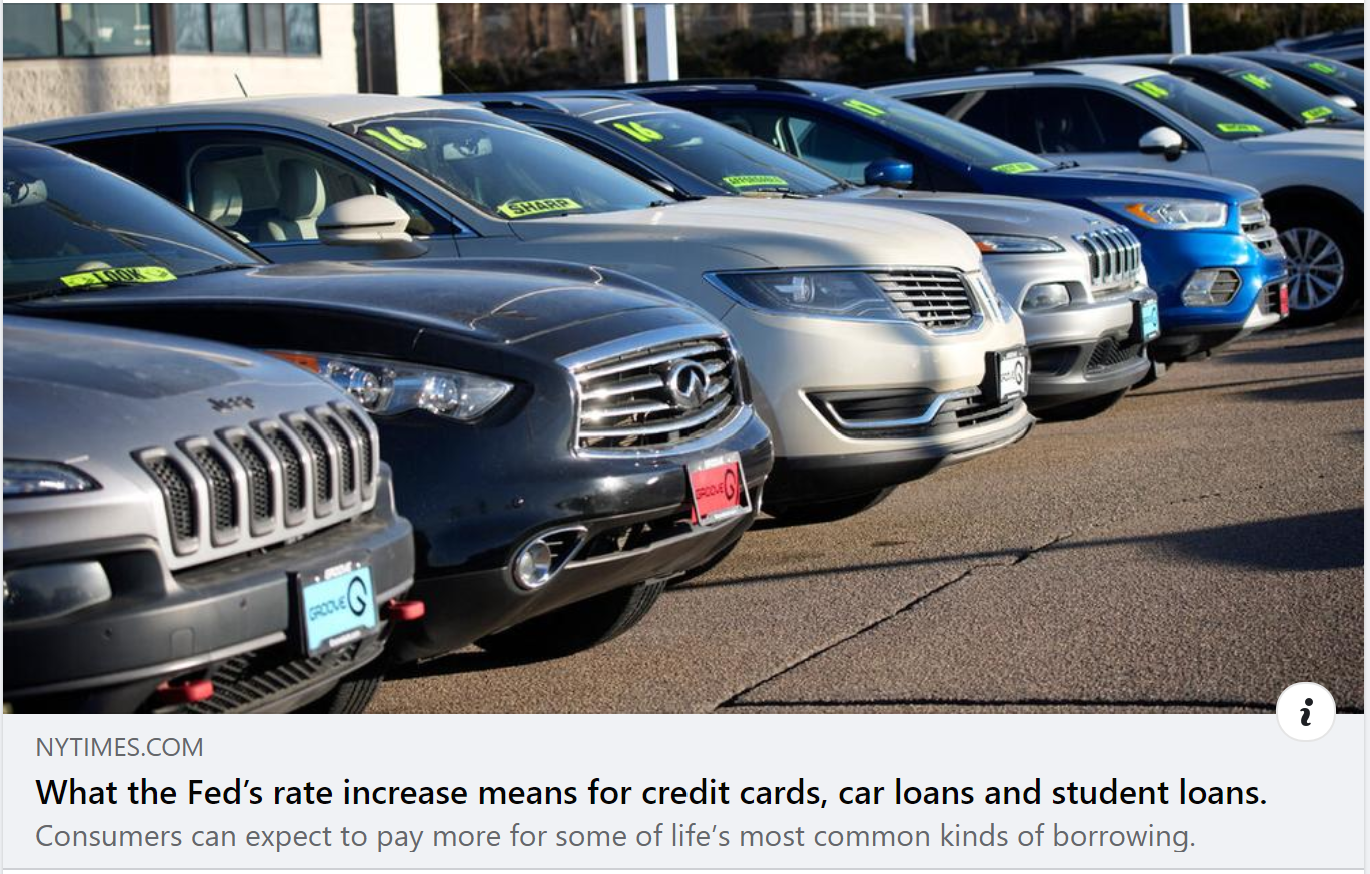 16
16
17
18
SHARP
LOOK
Jeep
GROOVE
GROOVE
GROOVE
NYTIMES.COM
What the Fed’s rate increase means for credit cards, car loans and student loans.
Consumers can expect to pay more for some of life’s most common kinds of borrowing.